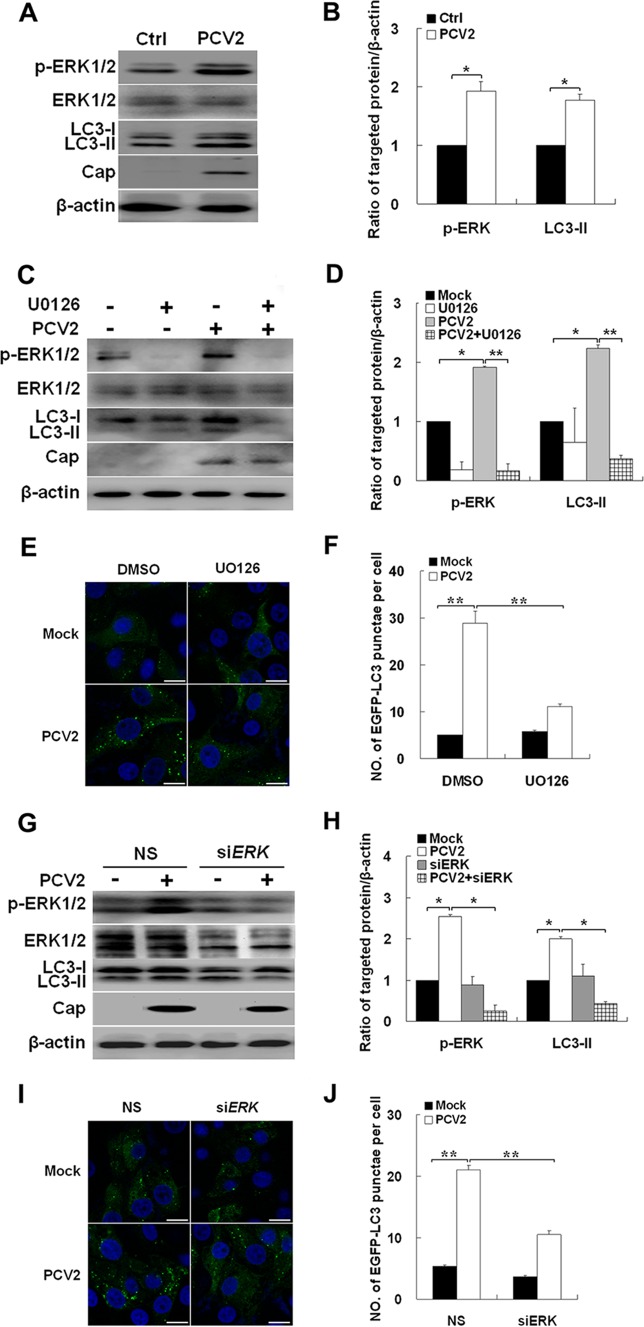 A
Ctrl PCV2
p-ERK1/2
ERK1/2
LC3-I
LC3-II
Cap
β-actin
B
Ctrl
PCV2
Ratio of targeted protein/β-actin
3
2
1
0
*
*
p-ERK LC3-II
C
U0126 - + - +
PCV2 - - + +
p-ERK1/2
ERK1/2
LC3-I
LC3-II
Cap
β-actin
D
Mock
U0126
PCV2
PCV2+U0126
Ratio of targeted protein/β-actin
3
2
1
0
* **
* **
p-ERK LC3-II
E
DMSO UO126
Mock
PCV2
F
Mock
PCV2
NO. of EGFP-LC3 punctae per cell
40
30
20
10
0
** **
DMSO UO126
G
NS siERK
PCV2 - + - +
p-ERK1/2
ERK1/2
LC3-I
LC3-II
Cap
β-actin
H
Mock
PCV2
siERK
PCV2+siERK
Ratio of targeted protein/β-actin
4
3
2
1
0
* *
* *
p-ERK LC3-II
I
NS siERK
Mock
PCV2
J
Mock
PCV2
NO. of EGFP-LC3 punctae per cell
30
20
10
0
** **
NS siERK